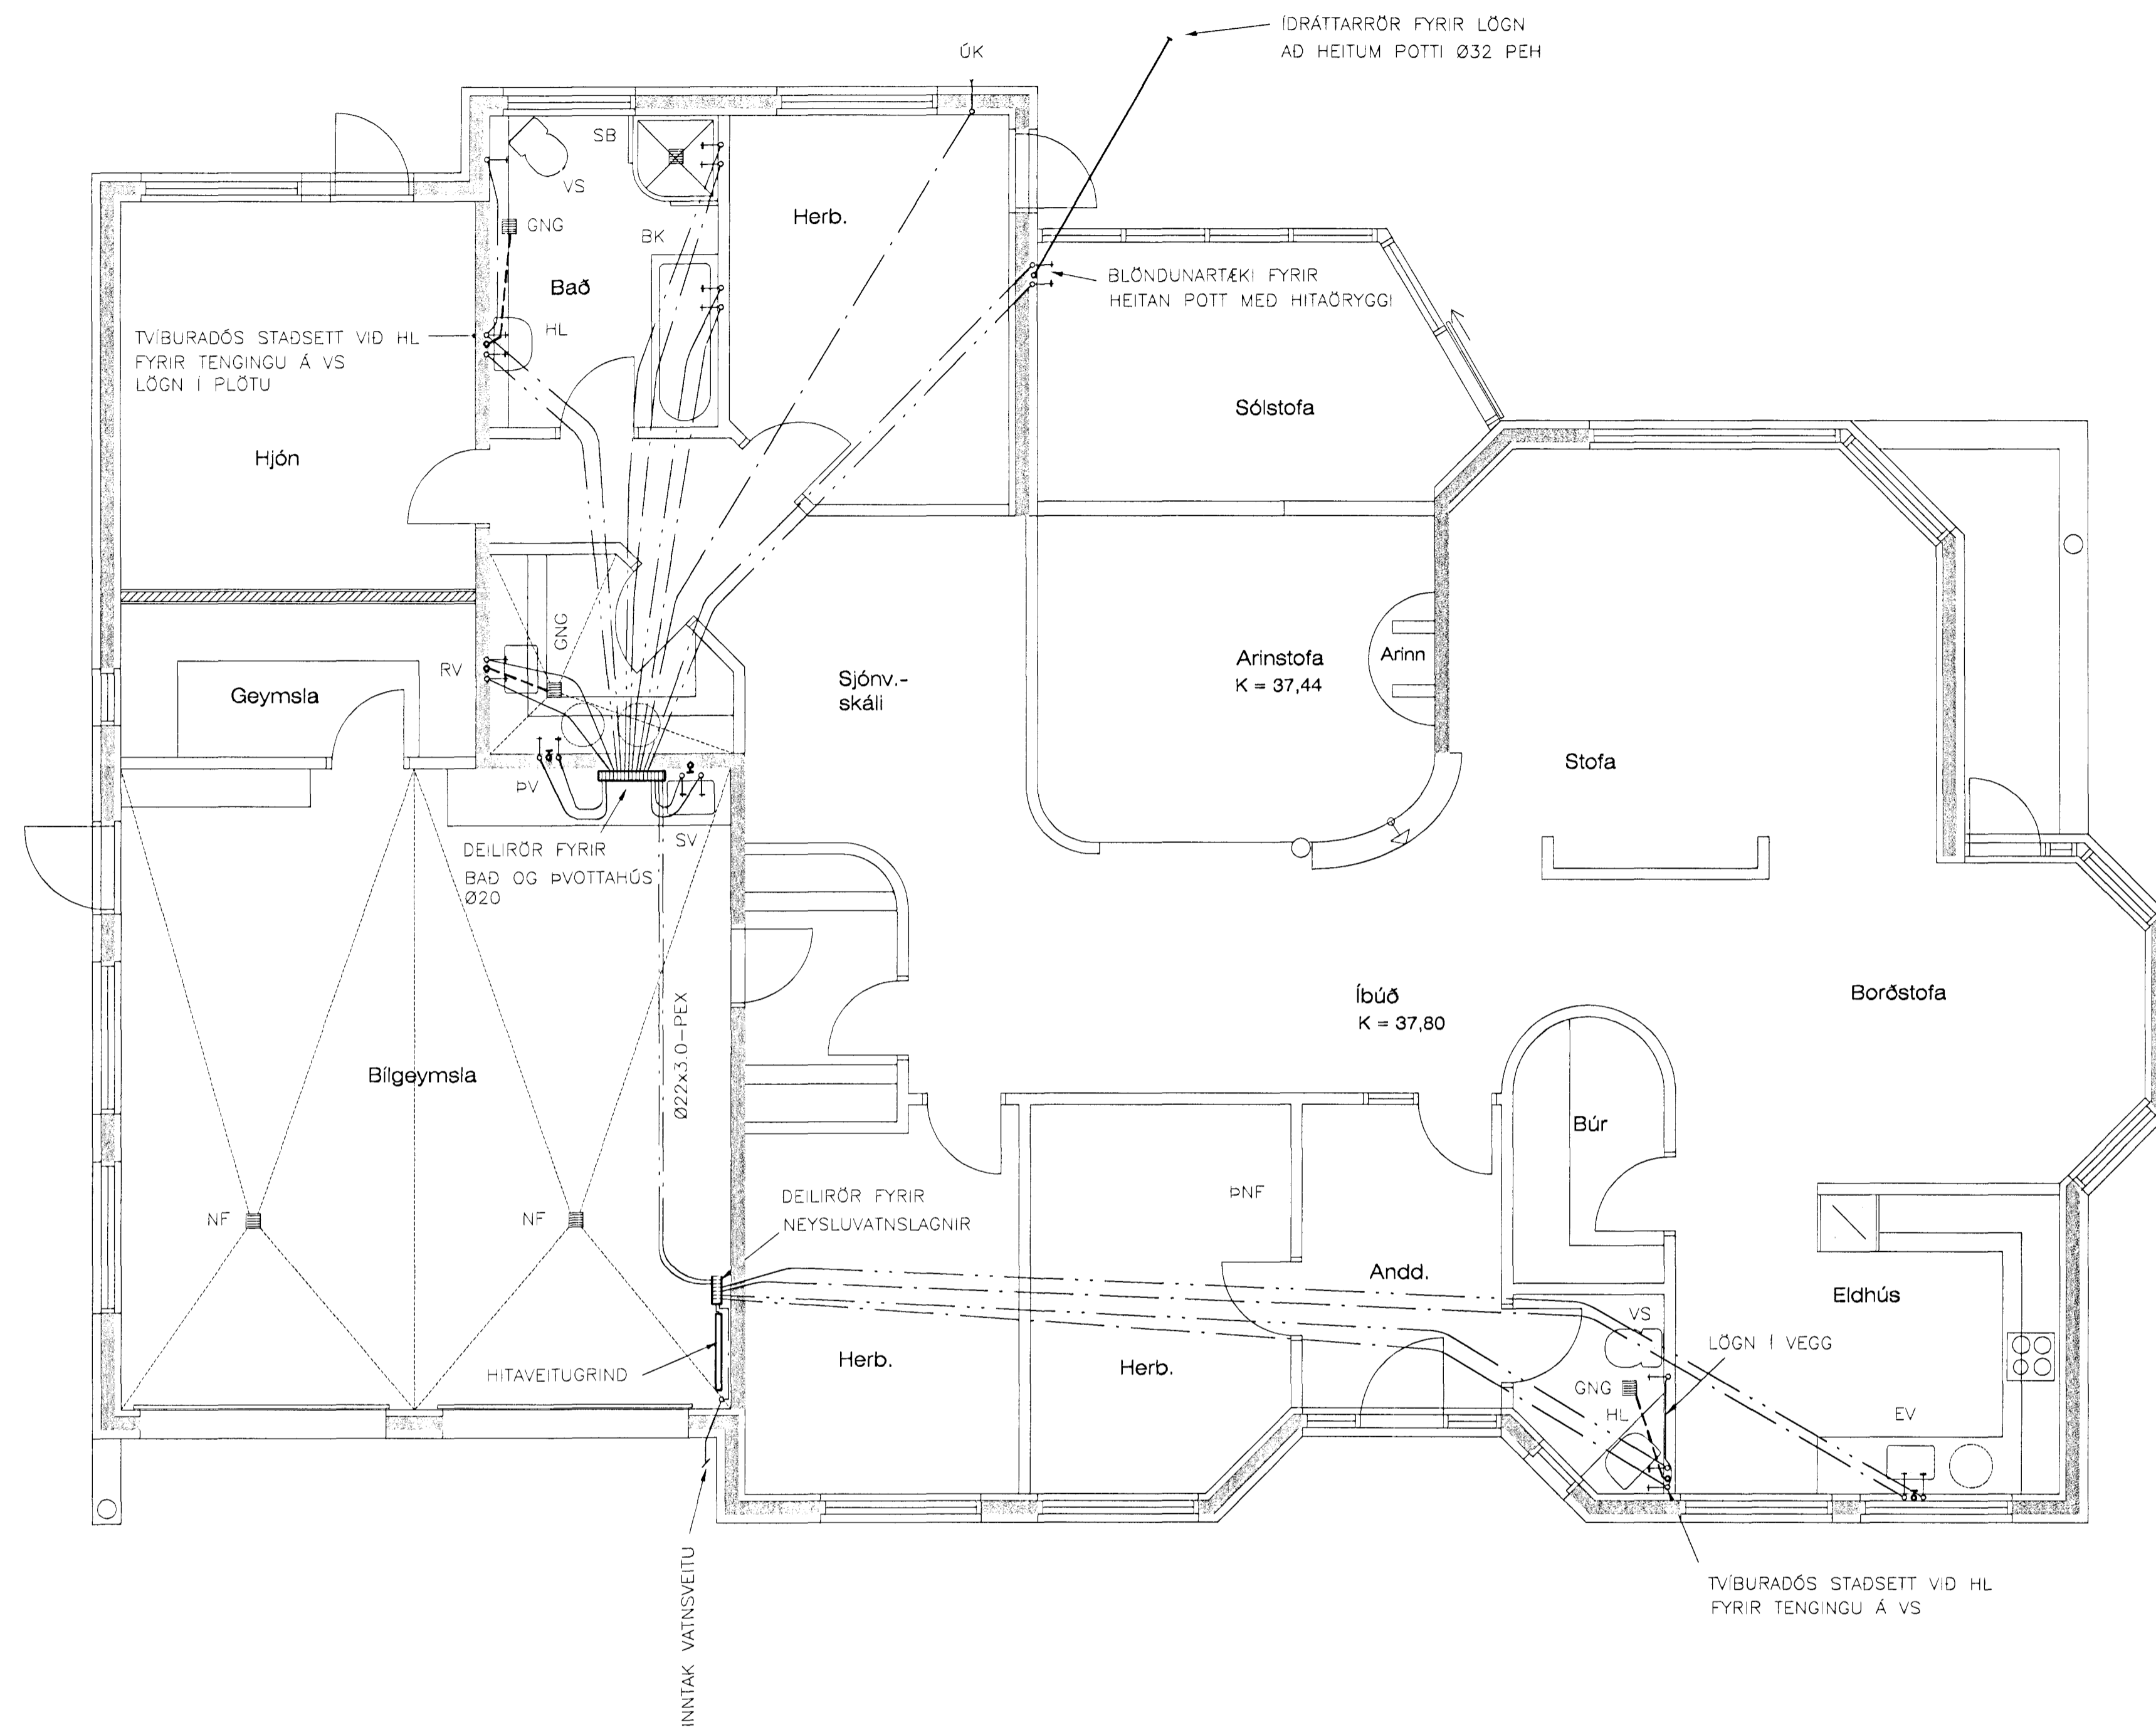 ÍDRÁTTARRÖR FYRIR LÖGN
AÐ HEITUM POTTI Ø32 PEH
ÚK
SB
VS
GNG
BK
Bað
HL
Herb.
BLÖNDUNARTÆKI FYRIR
HEITAN POTT MEÐ HITAÖRYGGI
TVÍBURADÓS STAÐSETT VIÐ HL
FYRIR TENGINGU Á VS
LÖGN Í PLÖTU
Hjón
Sólstofa
GNG
RV
Geymsla
Sjónv.-
skáli
Arinstofa
K = 37,44
Arinn
Stofa
ÞV
SV
DEILIRÖR FYRIR
BAÐ OG ÞVOTTAHÚS
Ø20
Ø22x3.0-PEX
Íbúð
K = 37,80
Borðstofa
Bílgeymsla
Búr
NF
NF
DEILIRÖR FYRIR
NEYSLUVATNSLAGNIR
ÞNF
Andd.
Eldhús
VS
LÖGN Í VEGG
HITAVEITUGRIND
Herb.
Herb.
GNG
HL
EV
INNTAK VATNSVEITU
TVÍBURADÓS STAÐSETT VIÐ HL
FYRIR TENGINGU Á VS